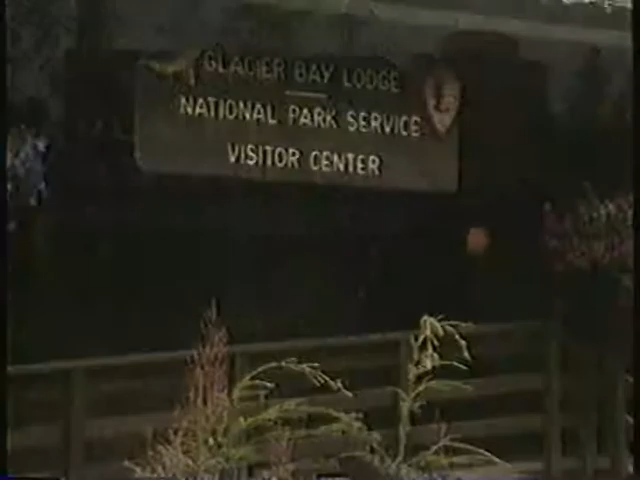 GLACIER BAY LODGE
NATIONAL PARK SERVICE
VISITOR CENTER